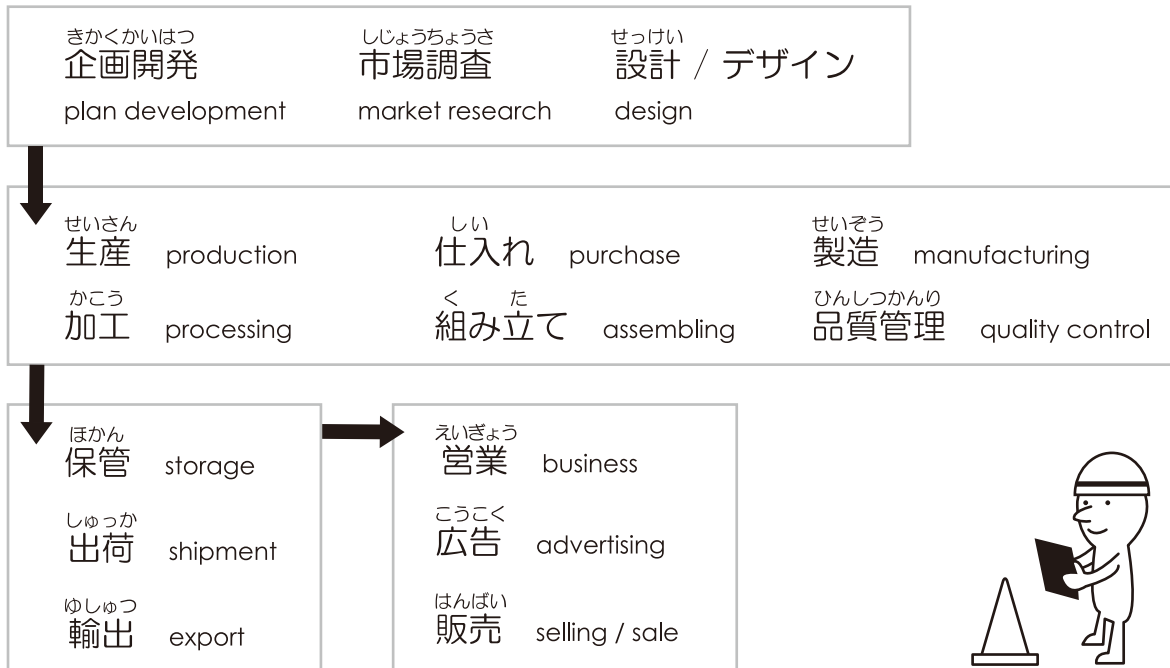 きかくかいはつ しじょうちょうさ せっけい
企画開発 市場調査 設計 / デザイン
plan development market research design
せいさん しい せいぞう
生産 production 仕入れ purchase 製造 manufacturing
かこう く た ひんしつかんり
加工 processing 組み立て assembling 品質管理 quality control
ほかん
保管 storage
しゅっか
出荷 shipment
ゆしゅつ
輸出 export
えいぎょう
営業 business
こうこく
広告 advertising
はんばい
販売 selling / sale